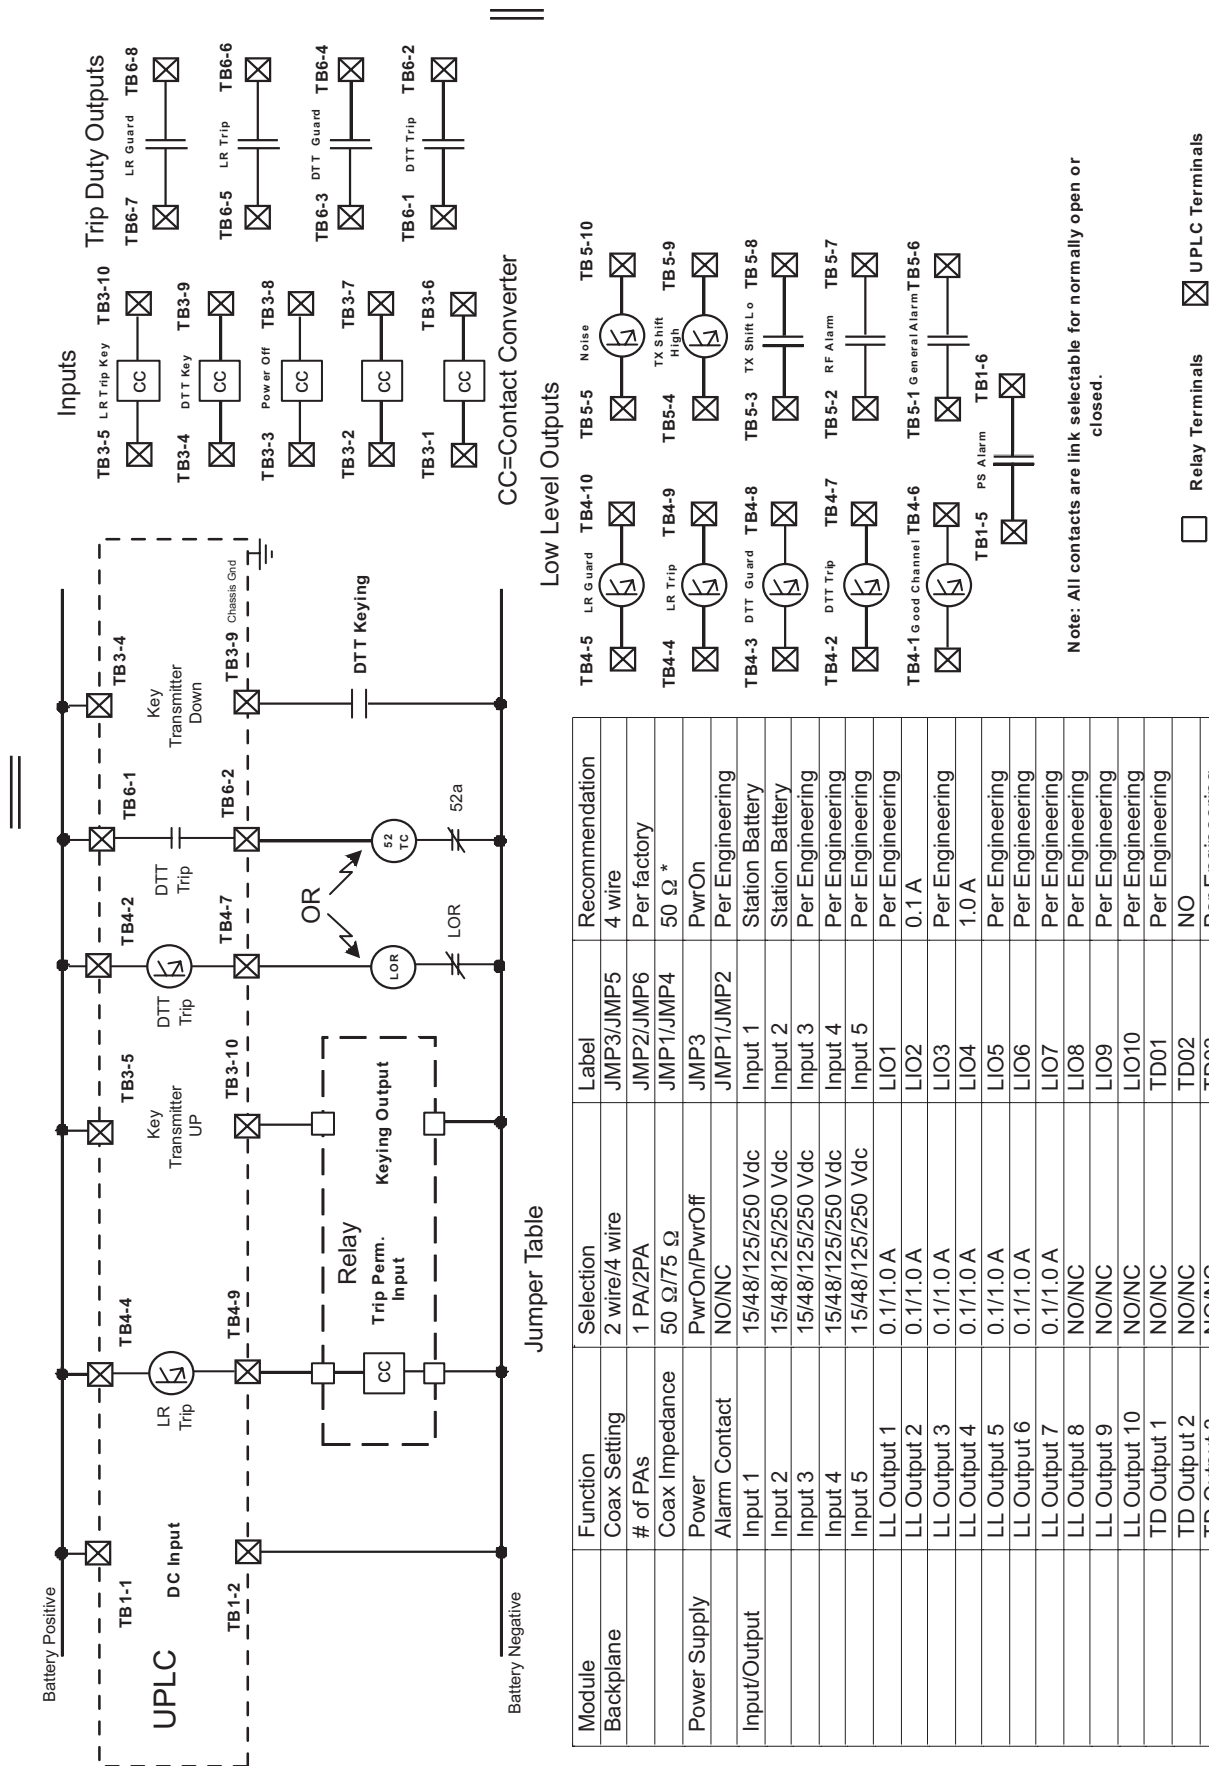 Battery Positive
UPLC
TB1-1
DC Input
TB1-2
Battery Negative
TB4-4
LR
Trip
TB4-9
Relay
Trip Perm.
Input
CC
Keying Output
TB3-5
Key
Transmitter
UP
TB3-10
TB4-2
DTT
Trip
TB4-7
OR
LOR
LOR
TB6-1
DTT
Trip
TB6-2
52
TC
52a
TB3-4
Key
Transmitter
Down
TB3-9
Chassis Gnd
DTT Keying
Inputs
TB3-5 LR Trip Key TB3-10
CC
TB3-4 DTT Key TB3-9
CC
TB3-3 Power Off TB3-8
CC
TB3-2 TB3-7
CC
TB3-1 TB3-6
CC
CC=Contact Converter
Trip Duty Outputs
TB6-7 LR Guard TB6-8
TB6-5 LR Trip TB6-6
TB6-3 DTT Guard TB6-4
TB6-1 DTT Trip TB6-2
Low Level Outputs
TB4-5 LR Guard TB4-10
TB4-4 LR Trip TB4-9
TB4-3 DTT Guard TB4-8
TB4-2 DTT Trip TB4-7
TB4-1 Good Channel TB4-6
TB5-5 Noise TB5-10
TB5-4 TX Shift High TB5-9
TB5-3 TX Shift Lo TB5-8
TB5-2 RF Alarm TB5-7
TB5-1 General Alarm TB5-6
TB1-5 PS Alarm TB1-6
Note: All contacts are link selectable for normally open or
closed.
Relay Terminals
UPLC Terminals
Jumper Table
Module Function Selection Label Recommendation
Backplane Coax Setting 2 wire/4 wire JMP3/JMP5 4 wire
# of PAs 1 PA/2PA JMP2/JMP6 Per factory
Coax Impedance 50 Ω/75 Ω JMP1/JMP4 50 Ω *
Power Supply Power PwrOn/PwrOff JMP3 PwrOn
Alarm Contact NO/NC JMP1/JMP2 Per Engineering
Input/Output Input 1 15/48/125/250 Vdc Input 1 Station Battery
Input 2 15/48/125/250 Vdc Input 2 Station Battery
Input 3 15/48/125/250 Vdc Input 3 Per Engineering
Input 4 15/48/125/250 Vdc Input 4 Per Engineering
Input 5 15/48/125/250 Vdc Input 5 Per Engineering
LL Output 1 0.1/1.0 A LIO1 Per Engineering
LL Output 2 0.1/1.0 A LIO2 0.1 A
LL Output 3 0.1/1.0 A LIO3 Per Engineering
LL Output 4 0.1/1.0 A LIO4 1.0 A
LL Output 5 0.1/1.0 A LIO5 Per Engineering
LL Output 6 0.1/1.0 A LIO6 Per Engineering
LL Output 7 0.1/1.0 A LIO7 Per Engineering
LL Output 8 NO/NC LIO8 Per Engineering
LL Output 9 NO/NC LIO9 Per Engineering
LL Output 10 NO/NC LIO10 Per Engineering
TD Output 1 NO/NC TD01 Per Engineering
TD Output 2 NO/NC TD02 NO